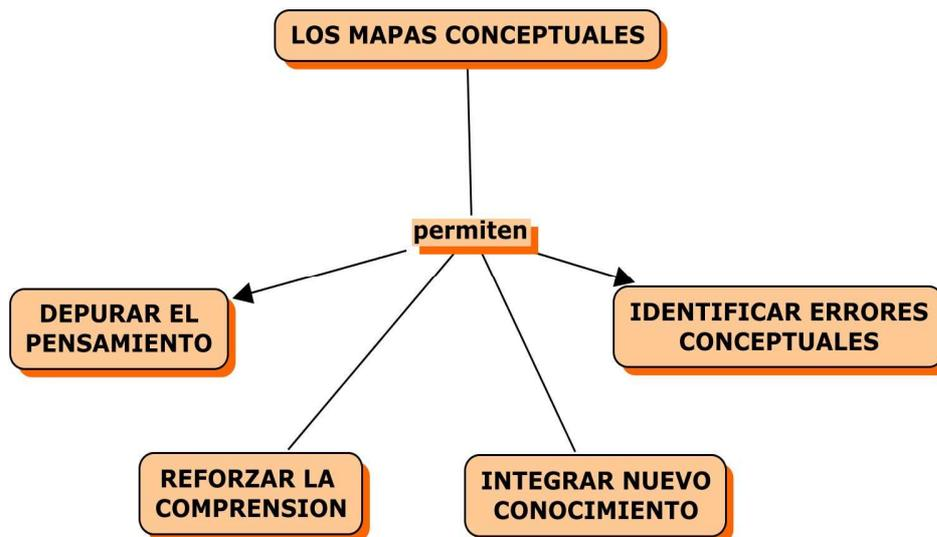 LOS MAPAS CONCEPTUALES
permiten
DEPURAR EL
PENSAMIENTO
IDENTIFICAR ERRORES
CONCEPTUALES
REFORZAR LA
COMPRENSION
INTEGRAR NUEVO
CONOCIMIENTO